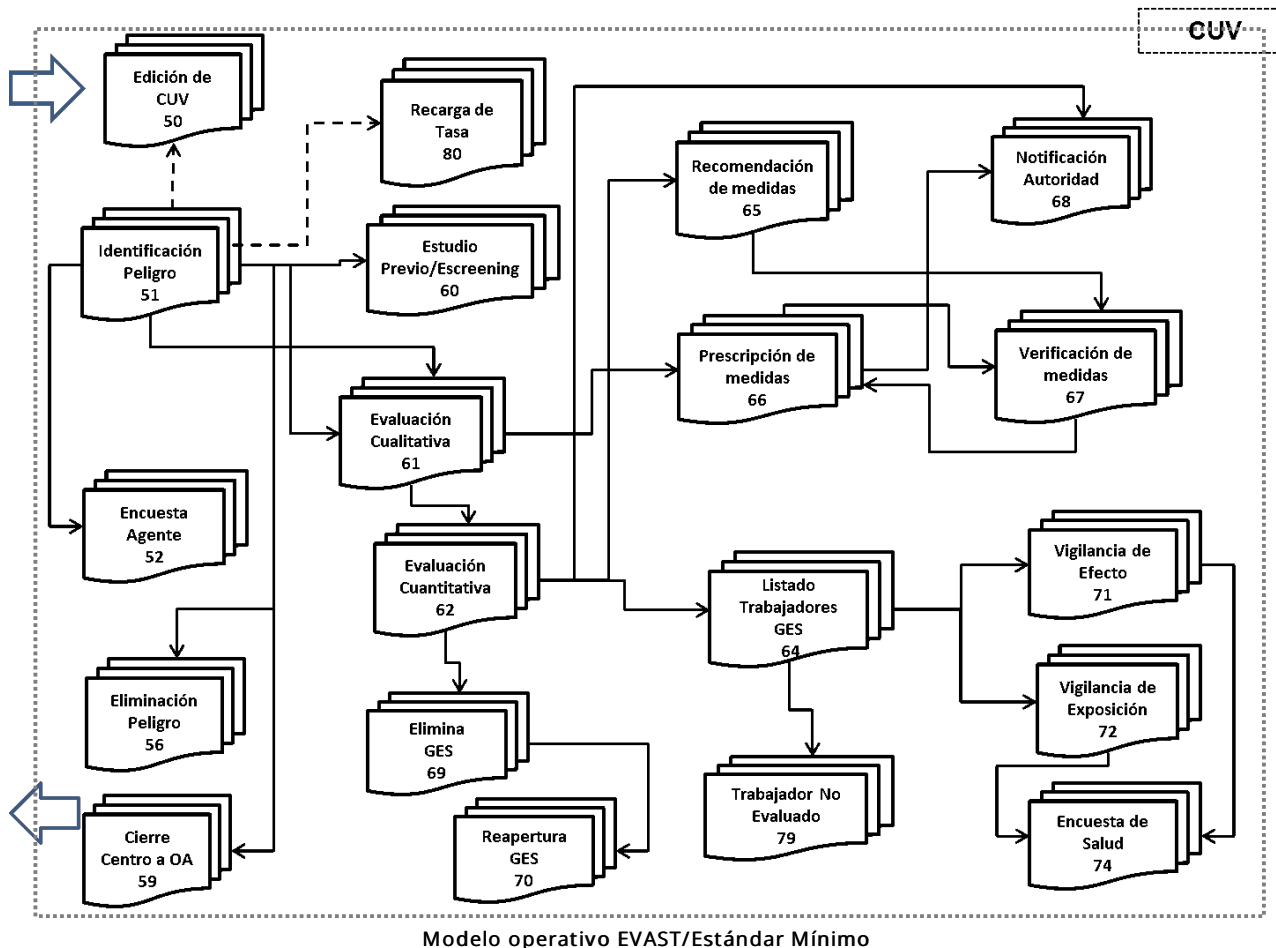 CUV
Edición de
CUV
50
Recarga de
Tasa
80
Recomendación
de medidas
65
Notificación
Autoridad
68
Identificación
Peligro
51
Estudio
Previo/Escreening
60
Prescripción de
medidas
66
Verificación de
medidas
67
Evaluación
Cualitativa
61
Encuesta
Agente
52
Evaluación
Cuantitativa
62
Listado
Trabajadores
GES
64
Vigilancia de
Efecto
71
Eliminación
Peligro
56
Elimina
GES
69
Vigilancia de
Exposición
72
Trabajador No
Evaluado
79
Cierre
Centro a OA
59
Reapertura
GES
70
Encuesta de
Salud
74
Modelo operativo EVAST/Estándar Mínimo